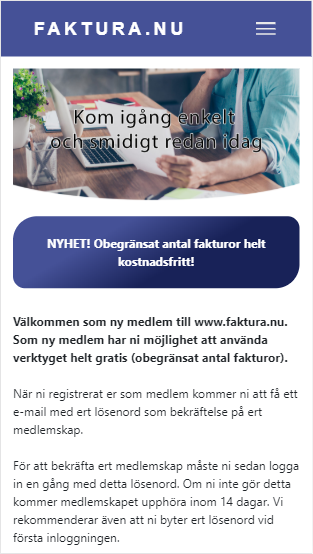 FAKTURA.NU
Kom igång enkelt
och smidigt redan idag
NYHET! Obegränsat antal fakturor helt
kostnadsfritt!
Välkommen som ny medlem till www.faktura.nu.
Som ny medlem har ni möjlighet att använda
verktyget helt gratis (obegränsat antal fakturor).
När ni registrerat er som medlem kommer ni att få ett
e-mail med ert lösenord som bekräftelse på ert
medlemskap.
För att bekräfta ert medlemskap måste ni sedan logga
in en gång med detta lösenord. Om ni inte gör detta
kommer medlemskapet upphöra inom 14 dagar. Vi
rekommenderar även att ni byter ert lösenord vid
första inloggningen.